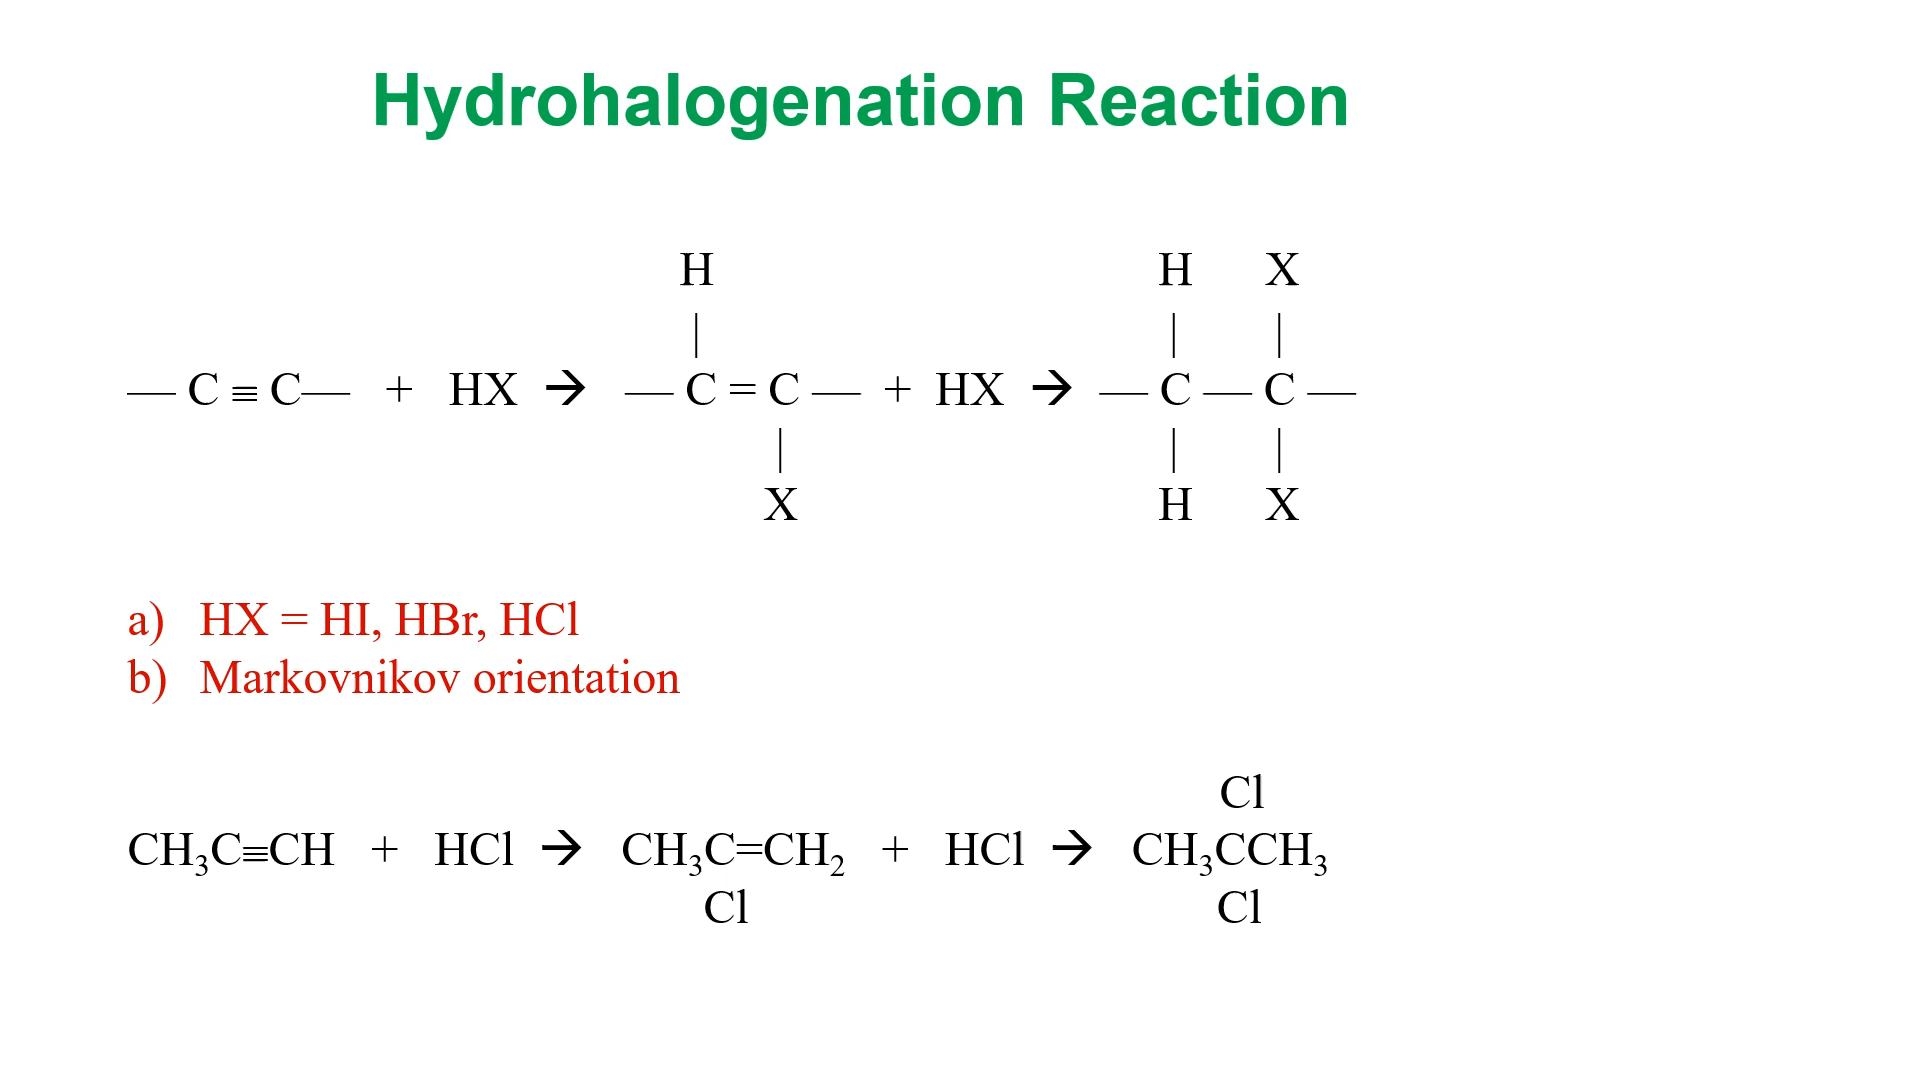 Hydrohalogenation Reaction
H H X
| | |
— C ≡ C— + HX → — C = C — + HX → — C — C —
| | |
X H X
a) HX = HI, HBr, HCl
b) Markovnikov orientation
Cl
CH₃C≡CH + HCl → CH₃C=CH₂ + HCl → CH₃CCH₃
Cl Cl